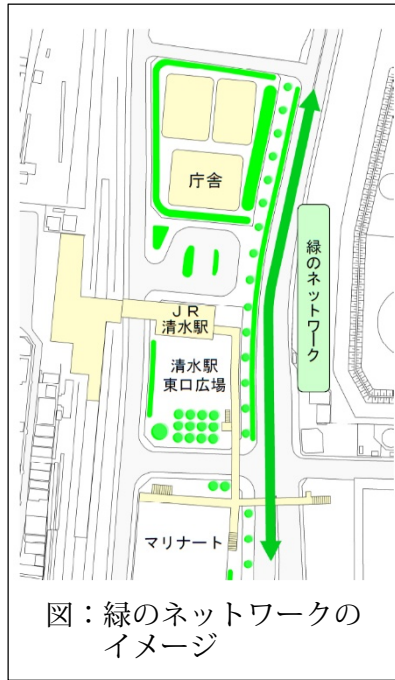 庁舎
緑のネットワーク
JR
清水駅
清水駅
東口広場
マリナート
図：緑のネットワークの
イメージ